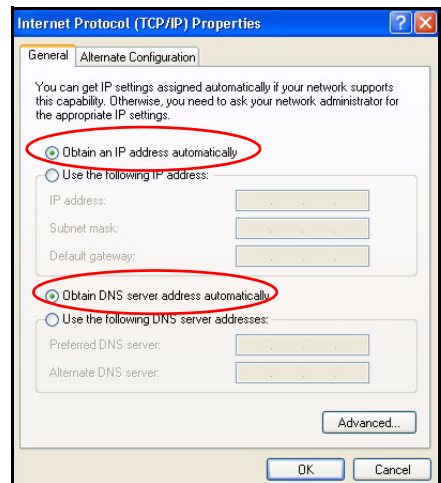 Internet Protocol (TCP/IP) Properties
General
Alternate Configuration
You can get IP settings assigned automatically if your network supports
this capability. Otherwise, you need to ask your network administrator for
the appropriate IP settings.
Obtain an IP address automatically
Use the following IP address:
IP address:
Subnet mask:
Default gateway:
Obtain DNS server address automatically
Use the following DNS server addresses:
Preferred DNS server:
Alternate DNS server:
Advanced...
OK
Cancel